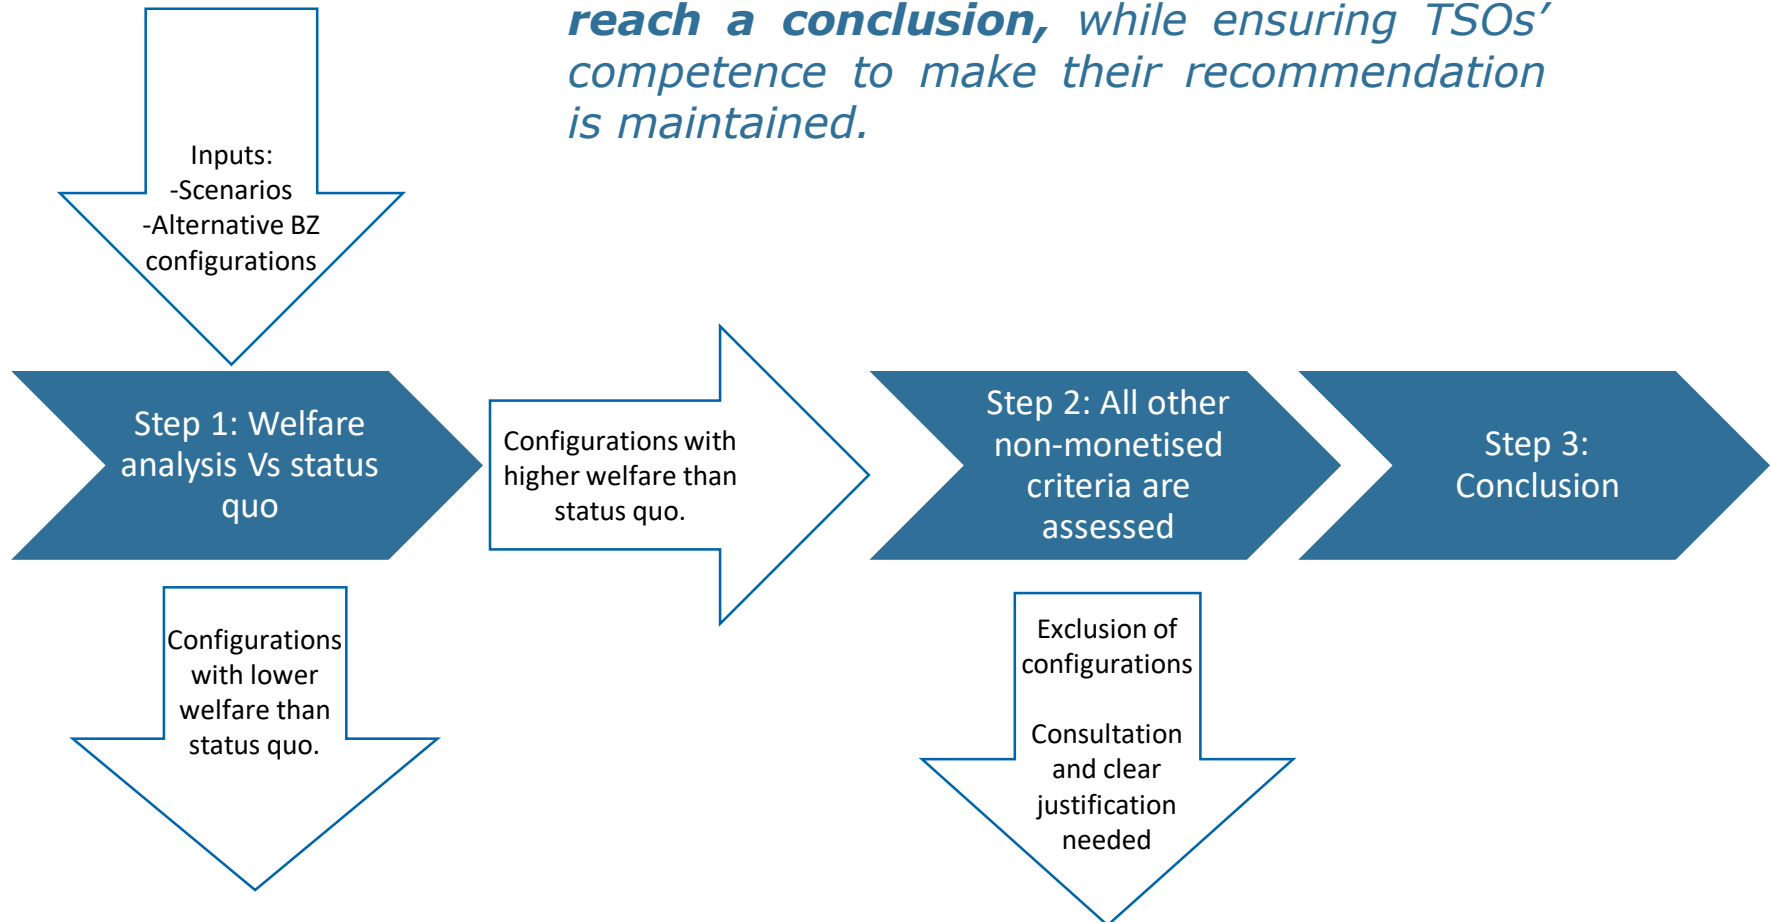 reach a conclusion, while ensuring TSOs’
competence to make their recommendation
is maintained.
Inputs:
-Scenarios
-Alternative BZ
configurations
Step 1: Welfare
analysis Vs status
quo
Configurations with
higher welfare than
status quo.
Step 2: All other
non-monetised
criteria are
assessed
Step 3:
Conclusion
Configurations
with lower
welfare than
status quo.
Exclusion of
configurations
Consultation
and clear
justification
needed